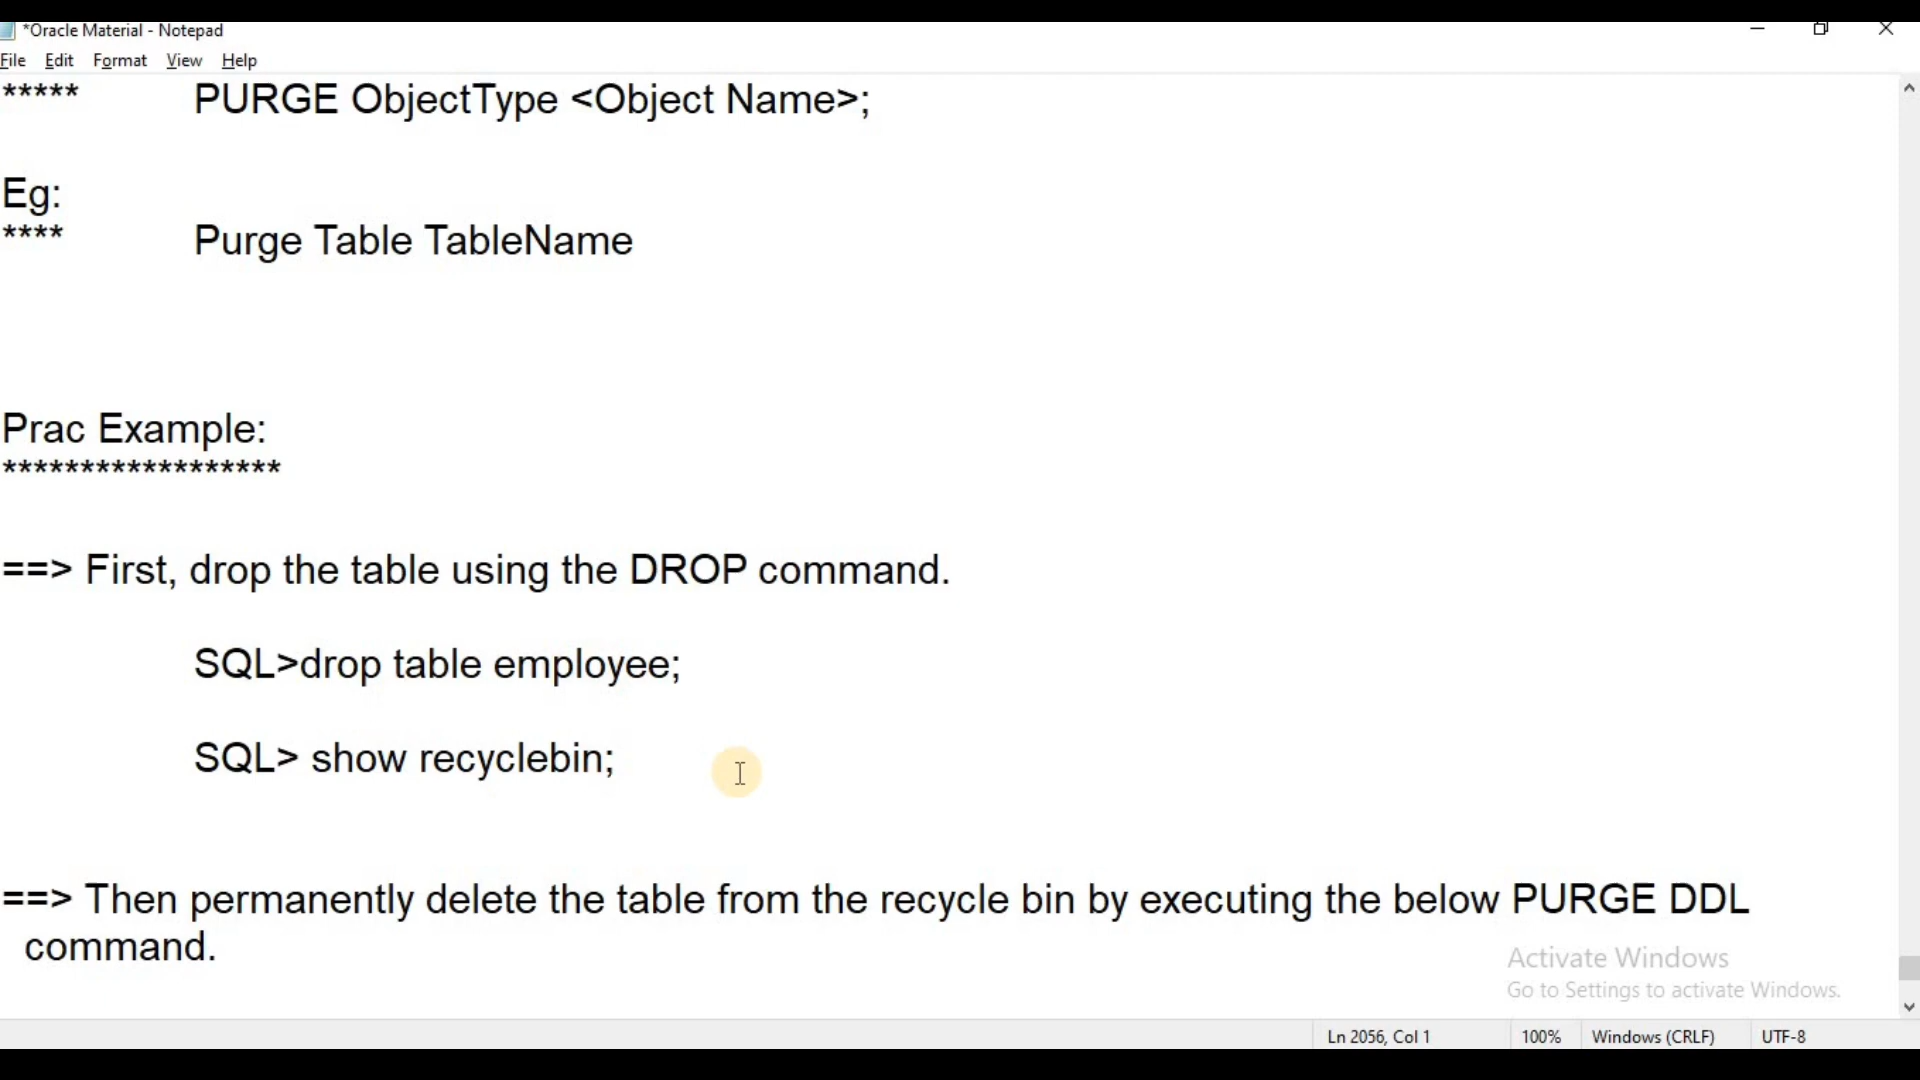 *Oracle Material - Notepad
File Edit Format View Help
***** PURGE ObjectType <Object Name>;
Eg:
**** Purge Table TableName
Prac Example:
******************
==> First, drop the table using the DROP command.
SQL>drop table employee;
SQL> show recyclebin;
==> Then permanently delete the table from the recycle bin by executing the below PURGE DDL
command.
Activate Windows
Go to Settings to activate Windows.
Ln 2056, Col 1 100% Windows (CRLF) UTF-8